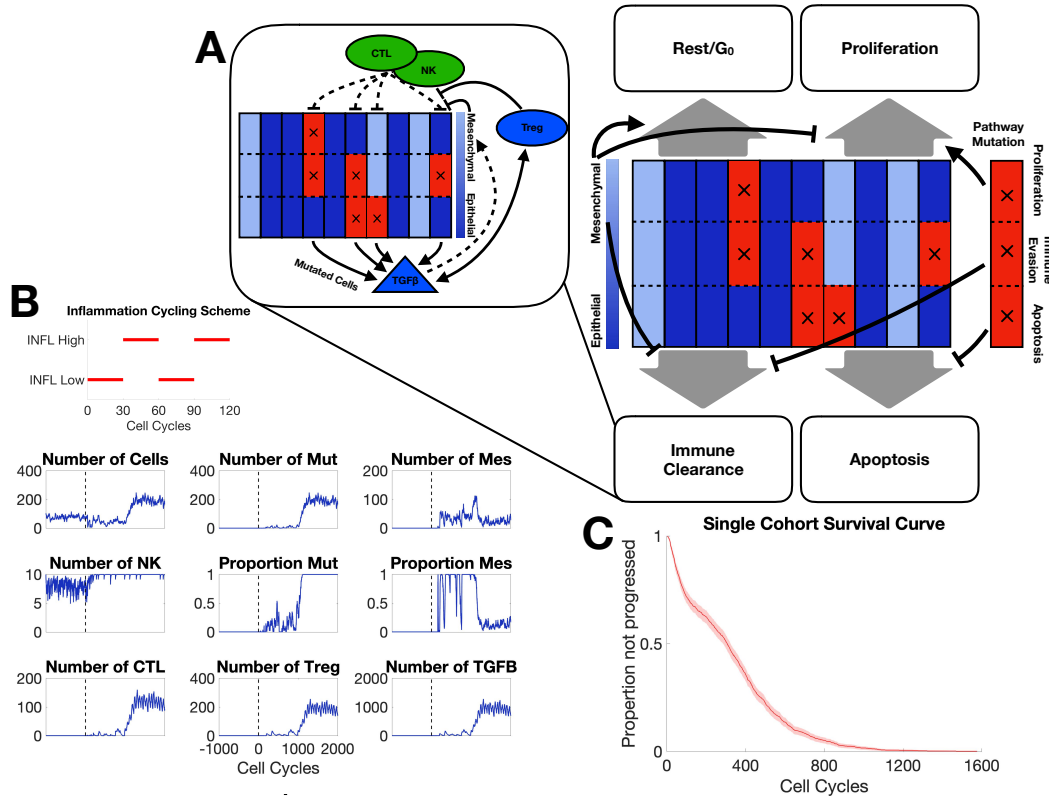 A
CTL
NK
Treg
Mesenchymal
Epithelial
× × × × × ×
Mutated Cells
TGFβ
Rest/G₀
Proliferation
Pathway
Mutation
Mesenchymal
Epithelial
× × × × × ×
× × ×
Proliferation
Immune
Evasion
Apoptosis
Immune
Clearance
Apoptosis
B
Inflammation Cycling Scheme
INFL High
INFL Low
0 30 60 90 120
Cell Cycles
Number of Cells
400
200
0
Number of Mut
400
200
0
Number of Mes
200
100
0
Number of NK
10
5
0
Proportion Mut
1
0.5
0
Proportion Mes
1
0.5
0
Number of CTL
200
100
0
Number of Treg
400
200
0
-1000 0 1000 2000
Cell Cycles
Number of TGFB
2000
1000
0
C
Single Cohort Survival Curve
Proportion not progressed
1
0.5
0
0 400 800 1200 1600
Cell Cycles